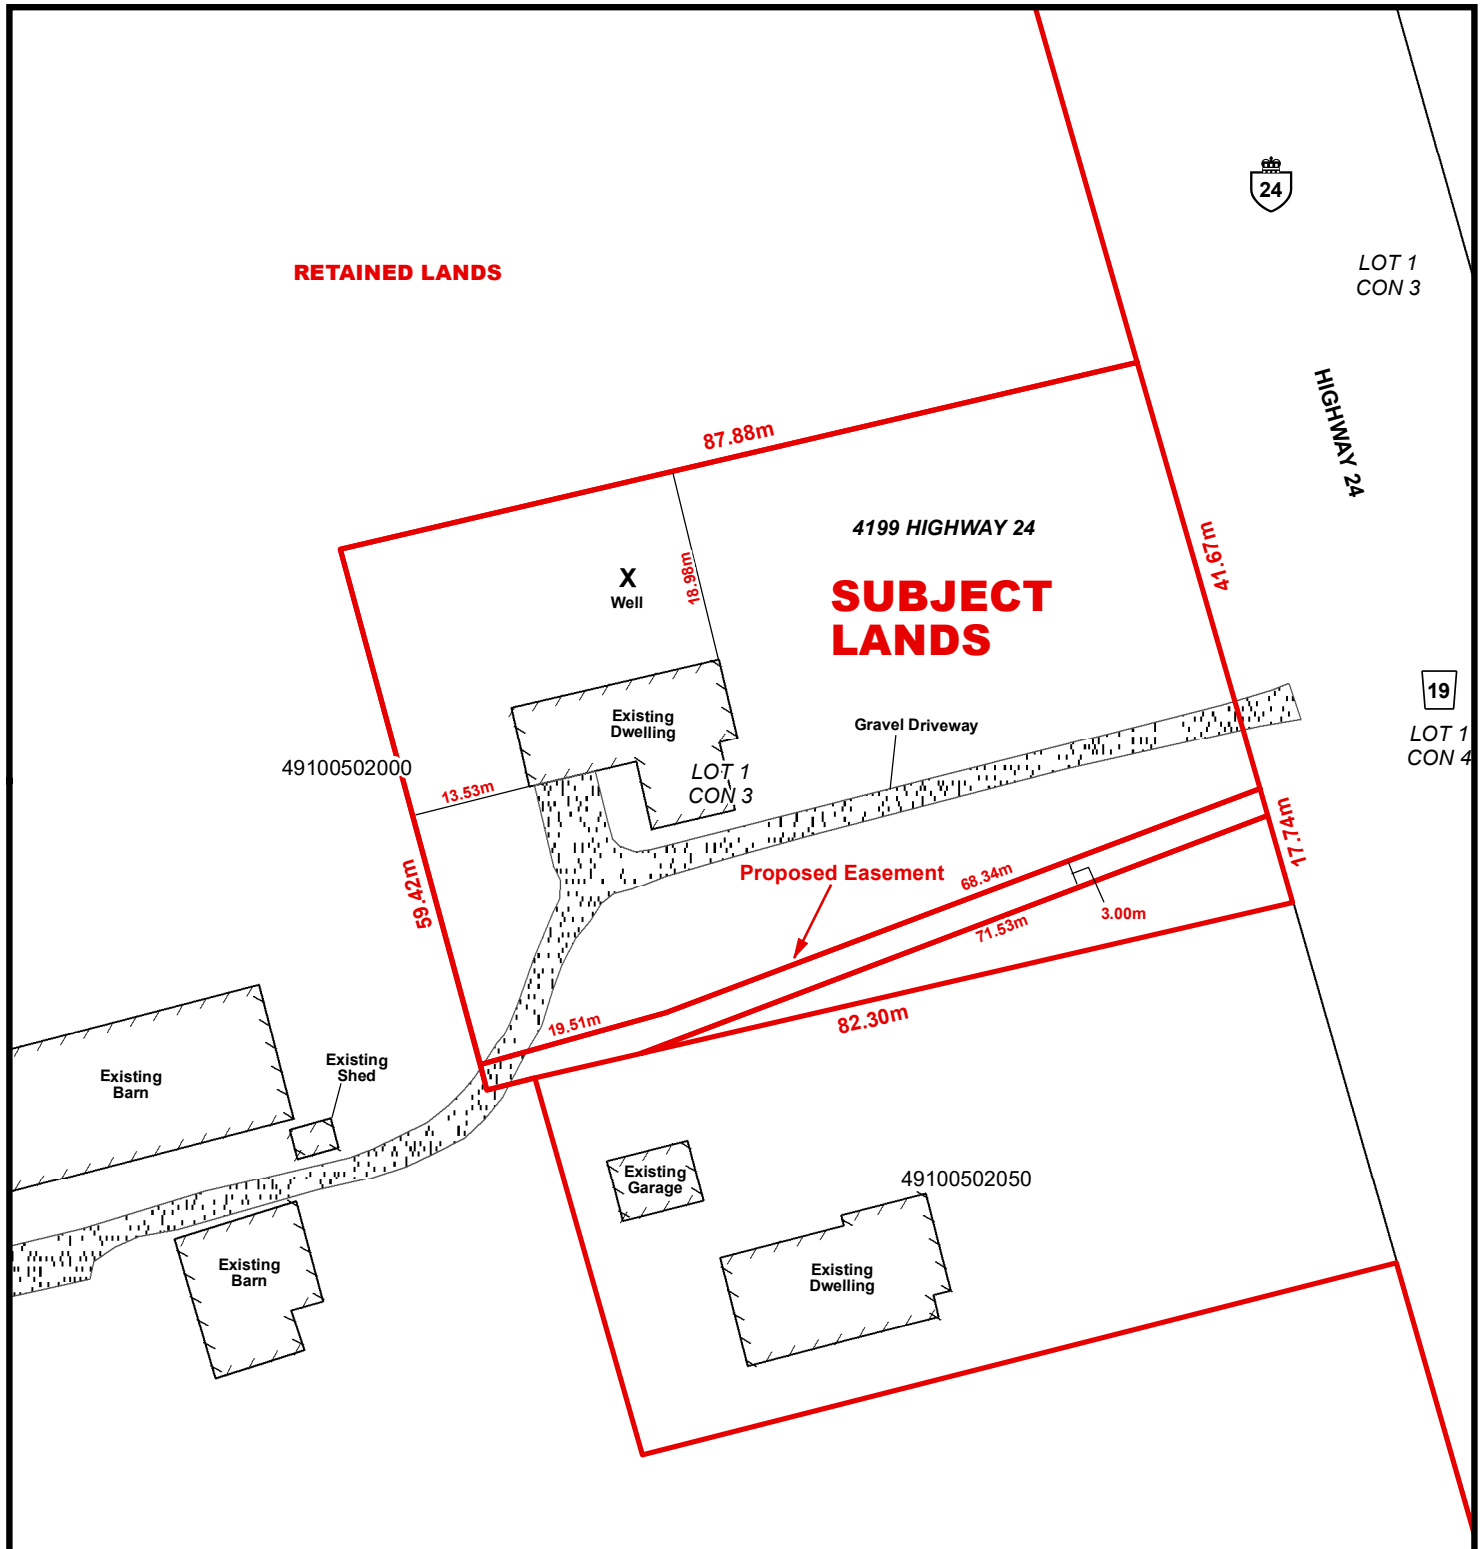 24
LOT 1
CON 3
RETAINED LANDS
HIGHWAY 24
87.88m
4199 HIGHWAY 24
41.67m
18.98m
X
Well
SUBJECT
LANDS
19
LOT 1
CON 4
Existing
Dwelling
Gravel Driveway
49100502000
LOT 1
CON 3
13.53m
17.74m
59.42m
Proposed Easement
68.34m
3.00m
71.53m
19.51m
82.30m
Existing
Barn
Existing
Shed
Existing
Garage
49100502050
Existing
Barn
Existing
Dwelling